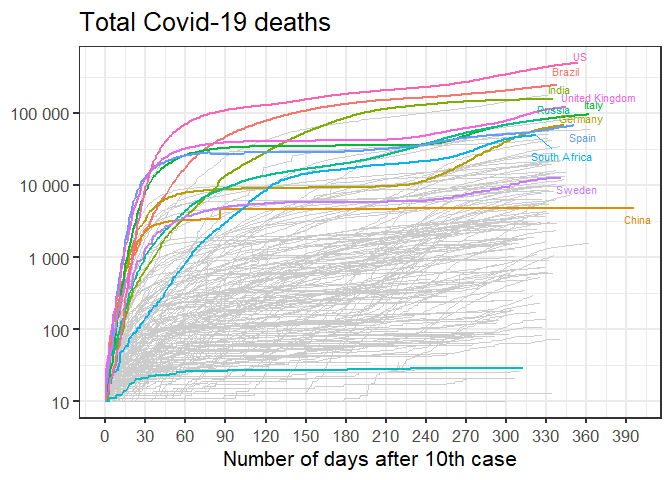 Total Covid-19 deaths
US
Brazil
India
United Kingdom
Italy
Russia
Germany
Spain
South Africa
Sweden
China
100 000
10 000
1 000
100
10
0 30 60 90 120 150 180 210 240 270 300 330 360 390
Number of days after 10th case